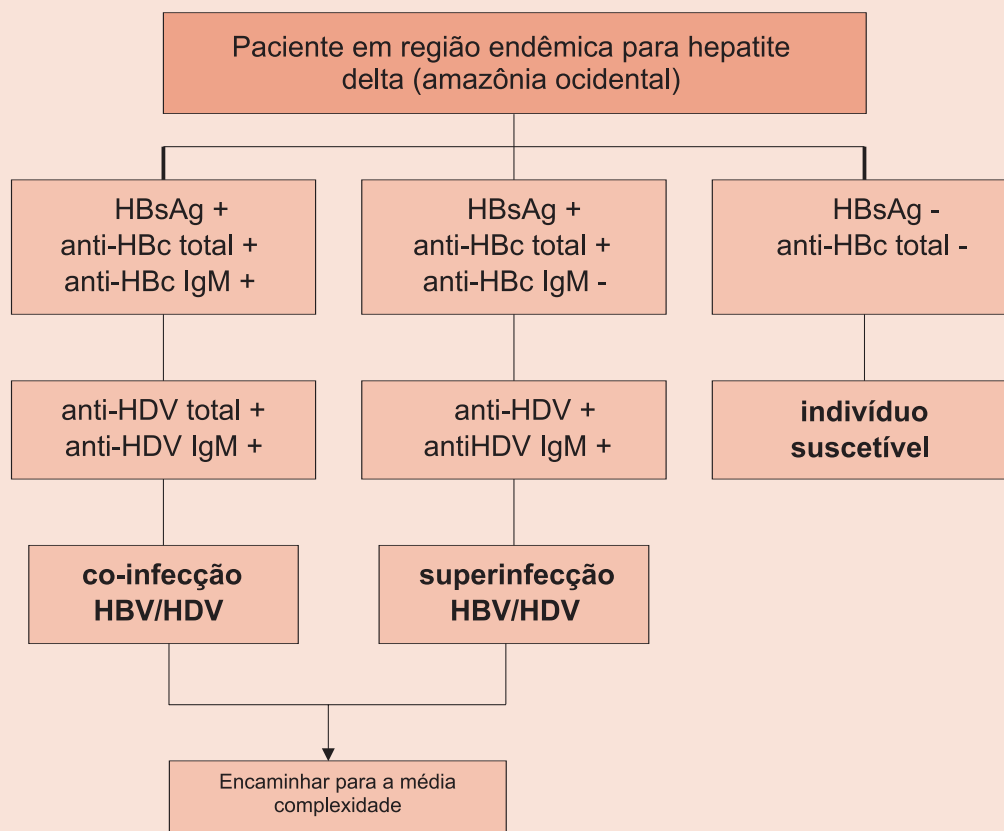 Paciente em região endêmica para hepatite
delta (amazônia ocidental)
HBsAg +
anti-HBc total +
anti-HBc IgM +
HBsAg +
anti-HBc total +
anti-HBc IgM -
HBsAg -
anti-HBc total -
anti-HDV total +
anti-HDV IgM +
anti-HDV +
antiHDV IgM +
indivíduo
suscetível
co-infecção
HBV/HDV
superinfecção
HBV/HDV
Encaminhar para a média
complexidade